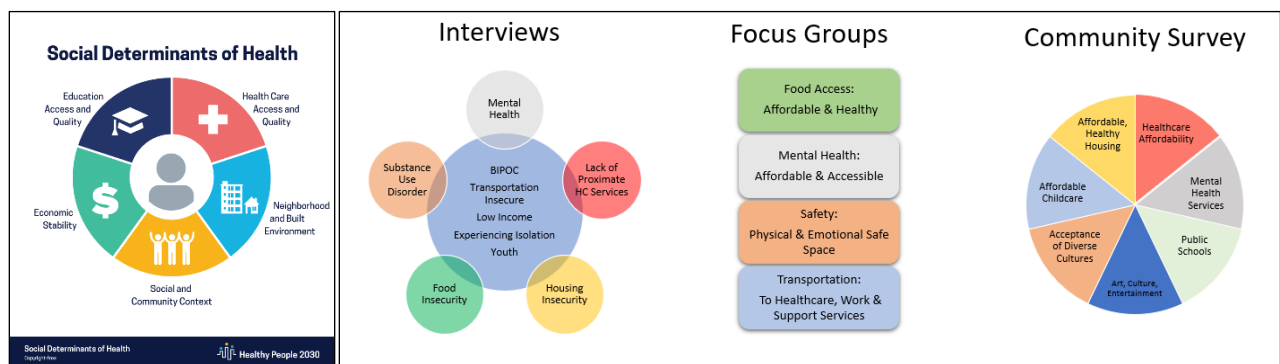 Social Determinants of Health
Education
Access and
Quality
Health Care
Access and
Quality
Economic
Stability
Neighborhood
and Built
Environment
Social and
Community Context
Social Determinants of Health
Copyright-free
Healthy People 2030
Interviews
Mental
Health
Substance
Use
Disorder
Lack of
Proximate
HC Services
BIPOC
Transportation
Insecure
Low Income
Experiencing Isolation
Youth
Food
Insecurity
Housing
Insecurity
Focus Groups
Food Access:
Affordable & Healthy
Mental Health:
Affordable & Accessible
Safety:
Physical & Emotional Safe
Space
Transportation:
To Healthcare, Work &
Support Services
Community Survey
Affordable,
Healthy
Housing
Healthcare
Affordability
Affordable
Childcare
Mental
Health
Services
Acceptance
of Diverse
Cultures
Public
Schools
Art, Culture,
Entertainment